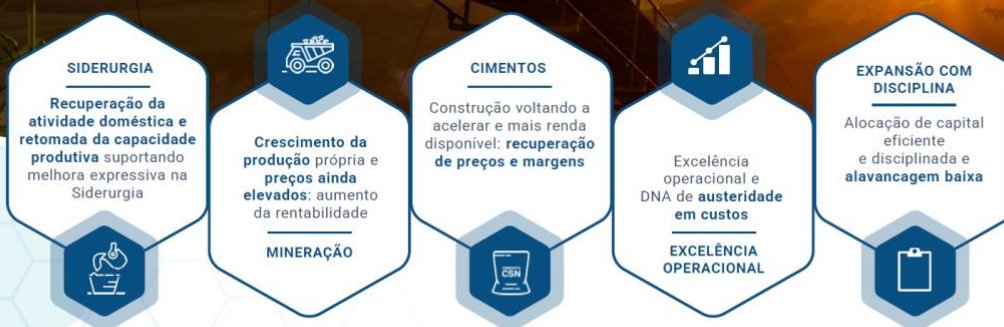 SIDERURGIA
Recuperação da
atividade doméstica e
retomada da capacidade
produtiva suportando
melhora expressiva na
Siderurgia
Crescimento da
produção própria e
preços ainda
elevados: aumento
da rentabilidade
MINERAÇÃO
CIMENTOS
Construção voltando a
acelerar e mais renda
disponível: recuperação
de preços e margens
CSN
Excelência
operacional e
DNA de austeridade
em custos
EXCELÊNCIA
OPERACIONAL
EXPANSÃO COM
DISCIPLINA
Alocação de capital
eficiente
e disciplinada e
alavancagem baixa